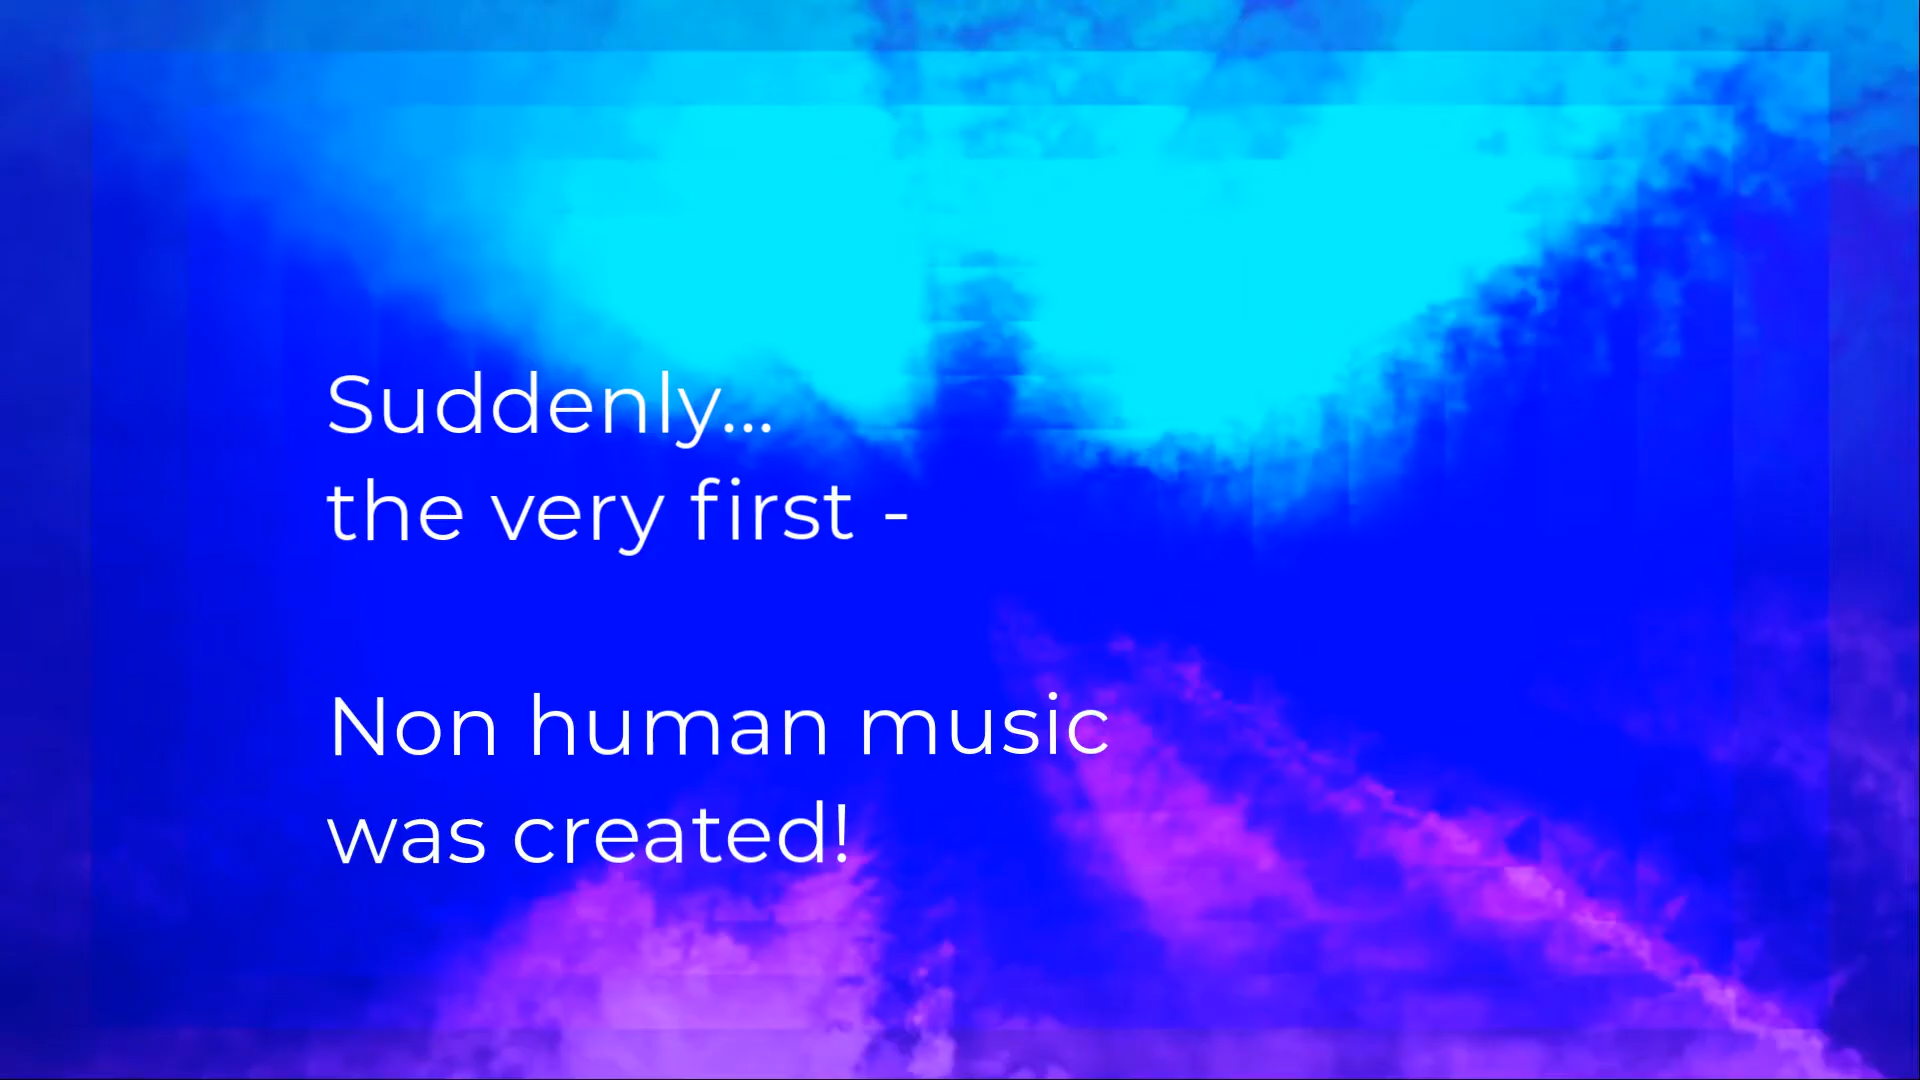 Suddenly...
the very first -
Non human music
was created!